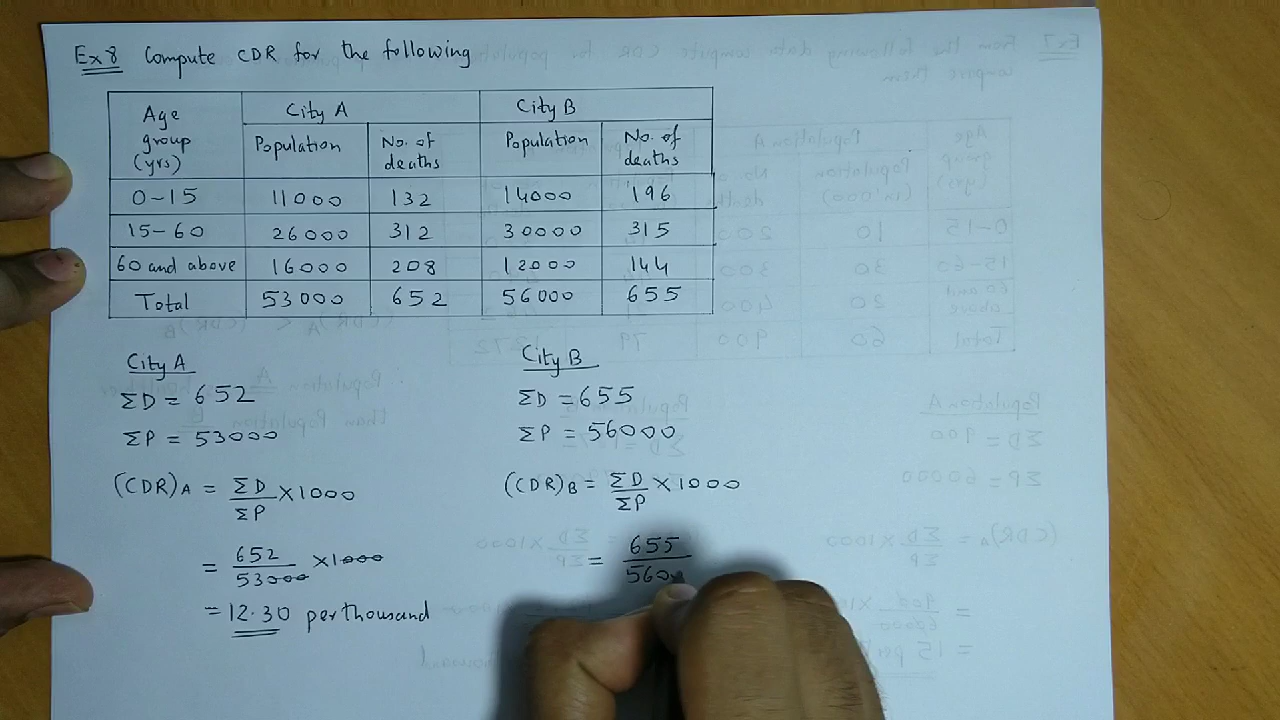 Ex 8 Compute CDR for the following
Age group (yrs) City A City B
Population No. of deaths Population No. of deaths
0-15 11000 132 14000 196
15-60 26000 312 30000 315
60 and above 16000 208 12000 144
Total 53000 652 56000 655
City A
ΣD = 652
ΣP = 53000
(CDR)A = ΣD/ΣP × 1000
= 652/53000 × 1000
= 12.30 per thousand
City B
ΣD = 655
ΣP = 56000
(CDR)B = ΣD/ΣP × 1000
= 655/560